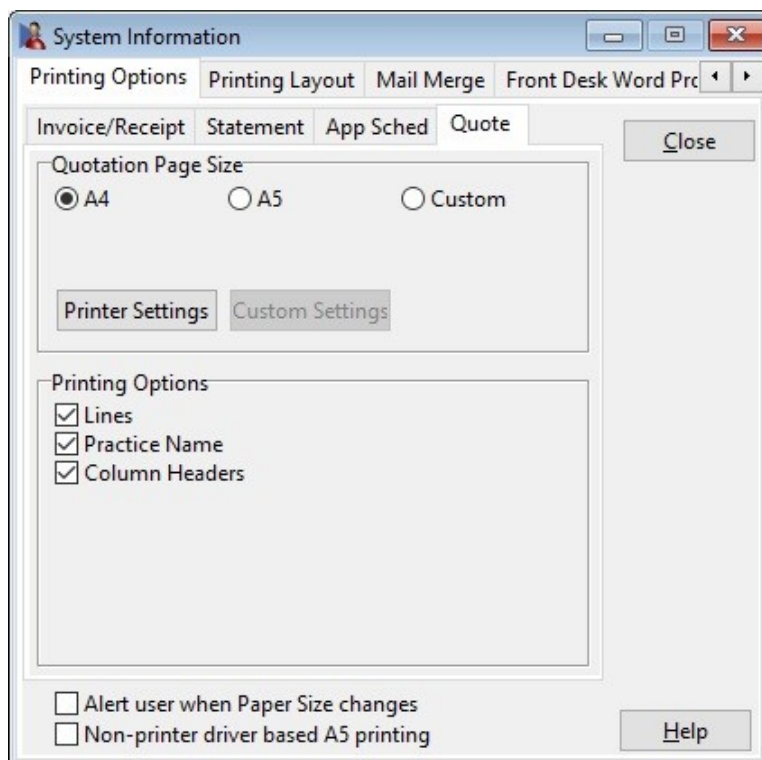 System Information
Printing Options Printing Layout Mail Merge Front Desk Word Prc
Invoice/Receipt Statement App Sched Quote
Close
Quotation Page Size
A4 A5 Custom
Printer Settings Custom Settings
Printing Options
Lines
Practice Name
Column Headers
Alert user when Paper Size changes
Non-printer driver based A5 printing
Help